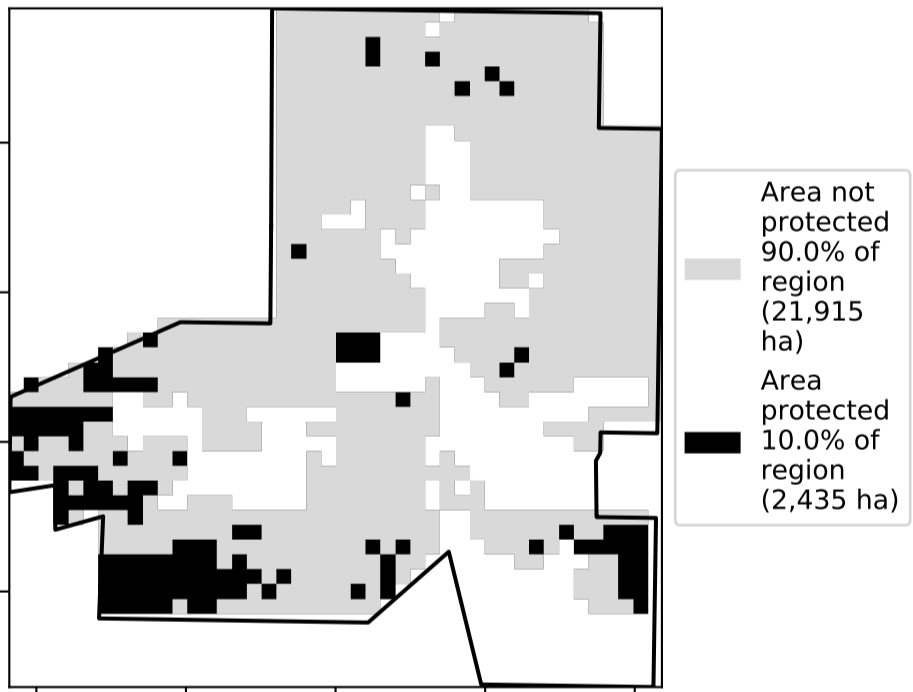 Area not
protected
90.0% of
region
(21,915
ha)
Area
protected
10.0% of
region
(2,435 ha)